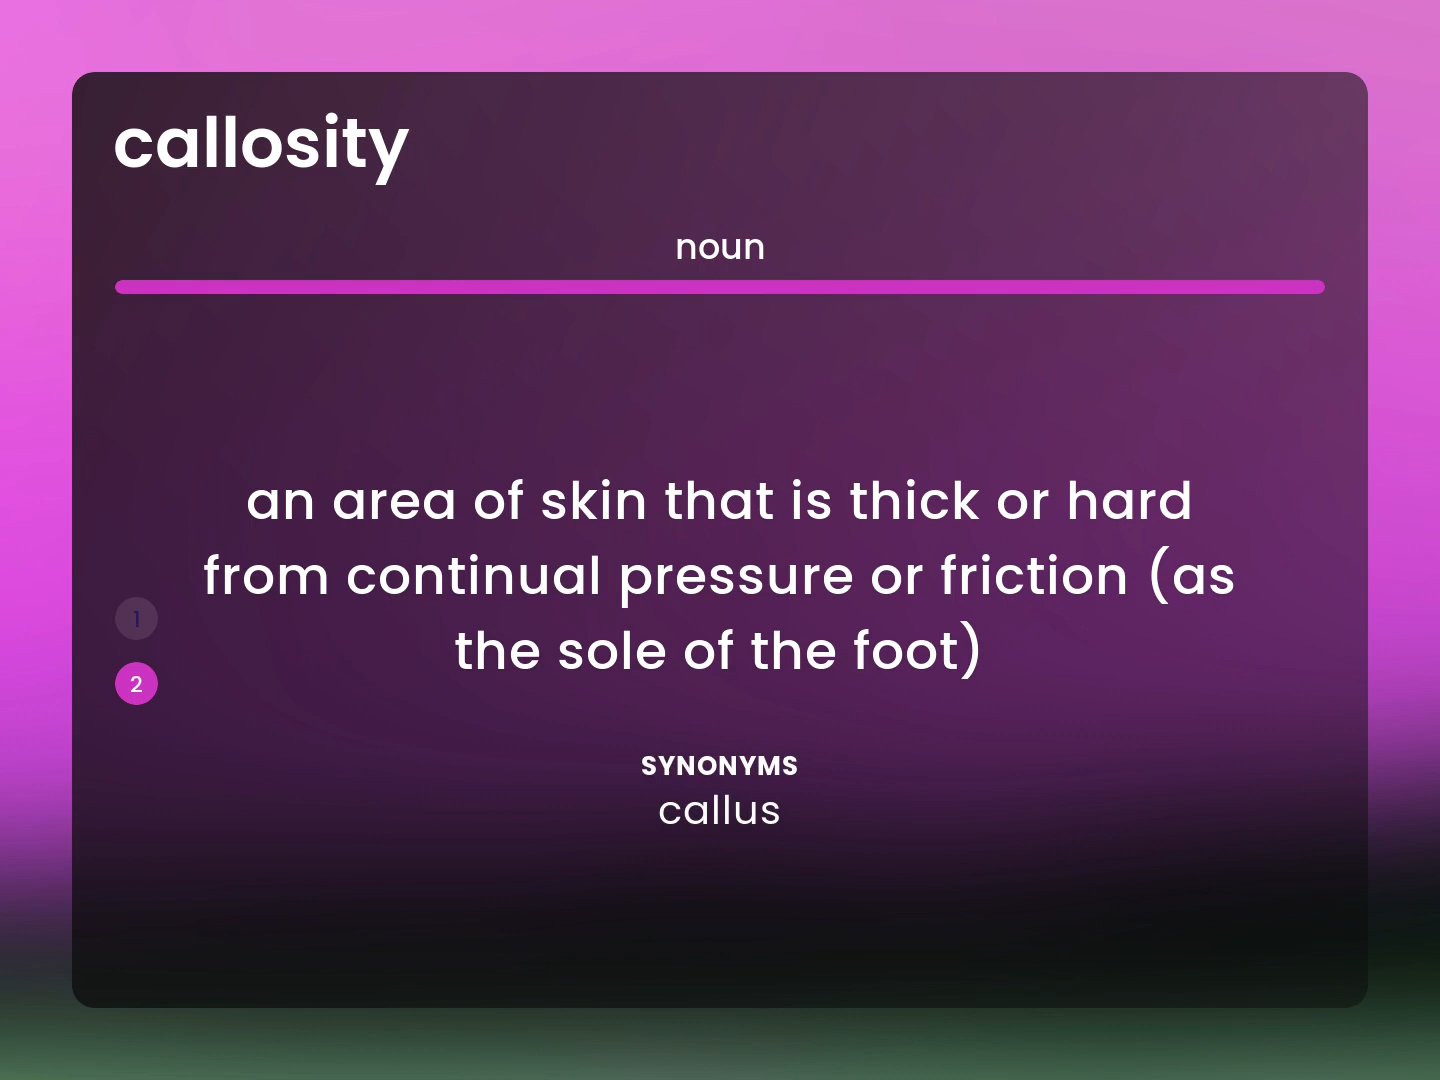 callosity
noun
an area of skin that is thick or hard
from continual pressure or friction (as
the sole of the foot)
1
2
SYNONYMS
callus